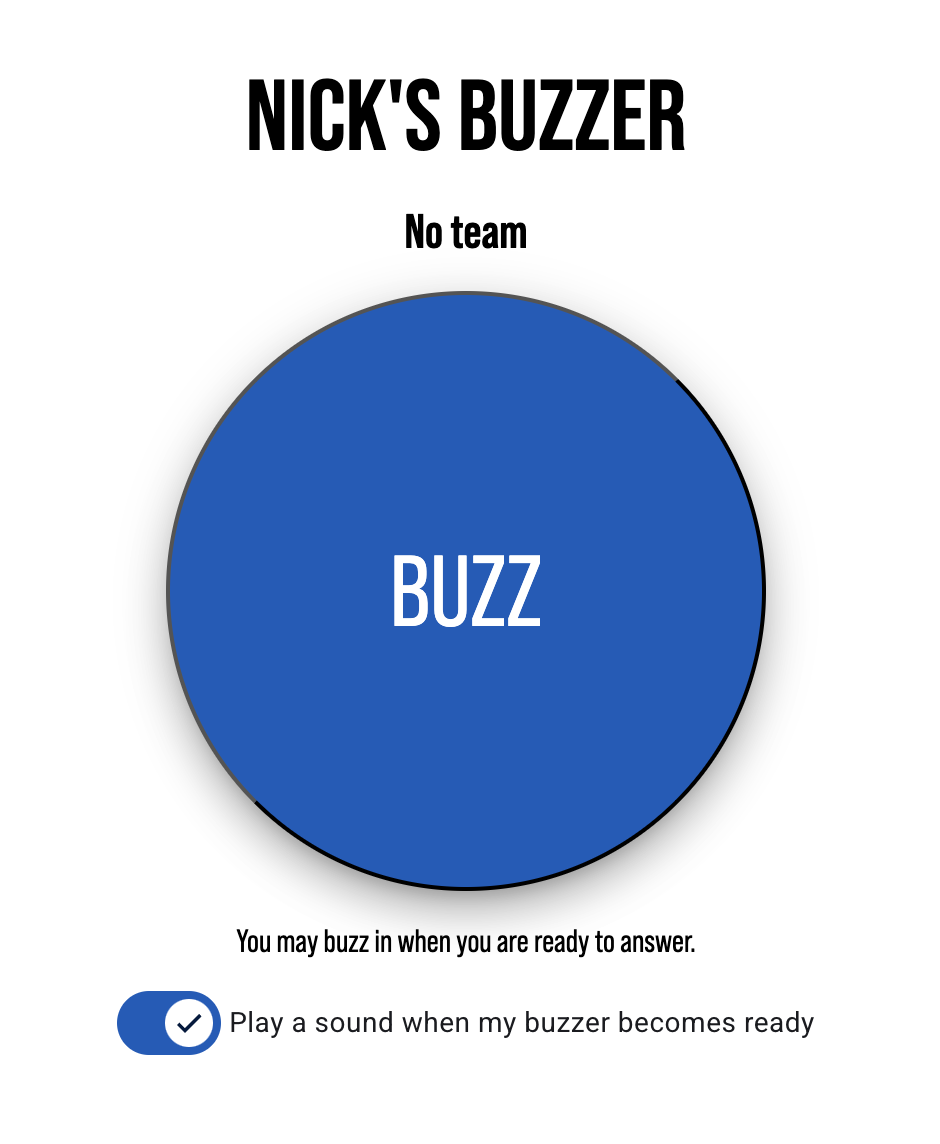 NICK'S BUZZER
No team
BUZZ
You may buzz in when you are ready to answer.
Play a sound when my buzzer becomes ready